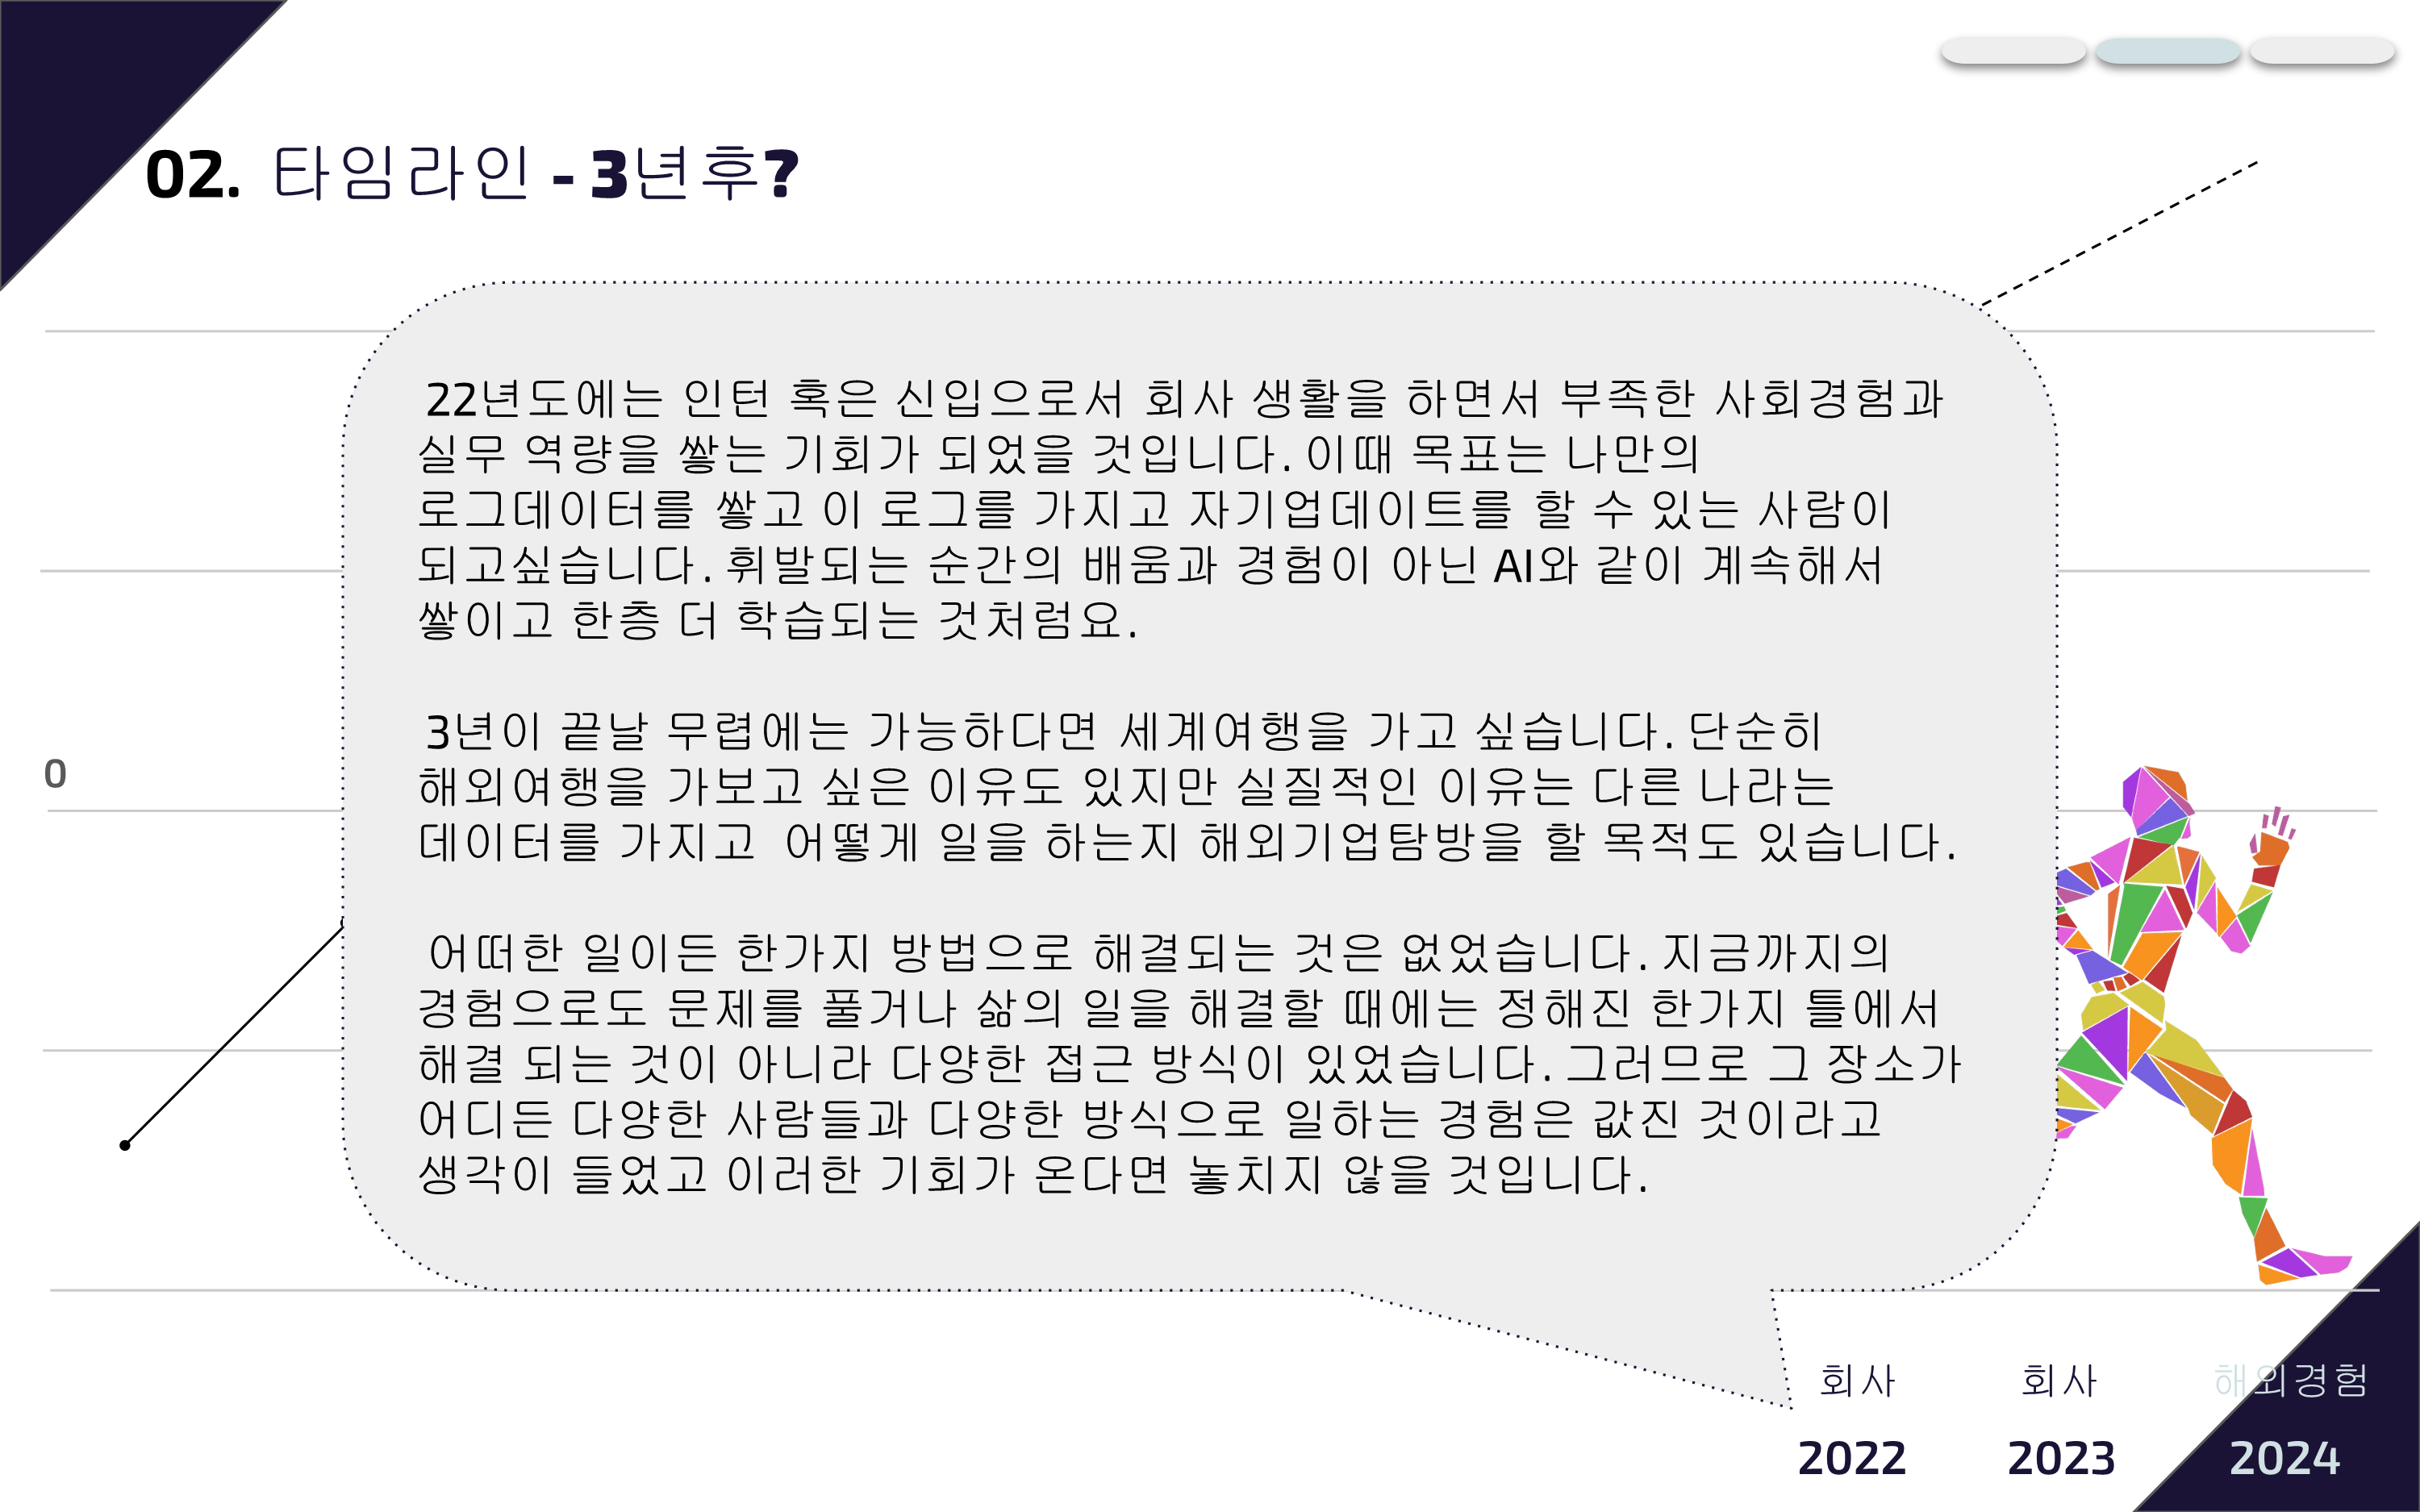 02. 타임라인 - 3년후?
22년도에는 인턴 혹은 신입으로서 회사 생활을 하면서 부족한 사회경험과
실무 역량을 쌓는 기회가 되었을 것입니다. 이때 목표는 나만의
로그데이터를 쌓고 이 로그를 가지고 자기업데이트를 할 수 있는 사람이
되고싶습니다. 휘발되는 순간의 배움과 경험이 아닌 AI와 같이 계속해서
쌓이고 한층 더 학습되는 것처럼요.
3년이 끝날 무렵에는 가능하다면 세계여행을 가고 싶습니다. 단순히
해외여행을 가보고 싶은 이유도 있지만 실질적인 이유는 다른 나라는
데이터를 가지고 어떻게 일을 하는지 해외기업탐방을 할 목적도 있습니다.
0
어떠한 일이든 한가지 방법으로 해결되는 것은 없었습니다. 지금까지의
경험으로도 문제를 풀거나 삶의 일을 해결할 때에는 정해진 한가지 틀에서
해결 되는 것이 아니라 다양한 접근 방식이 있었습니다. 그러므로 그 장소가
어디든 다양한 사람들과 다양한 방식으로 일하는 경험은 값진 것이라고
생각이 들었고 이러한 기회가 온다면 놓치지 않을 것입니다.
회사 회사 해외경험
2022 2023 2024